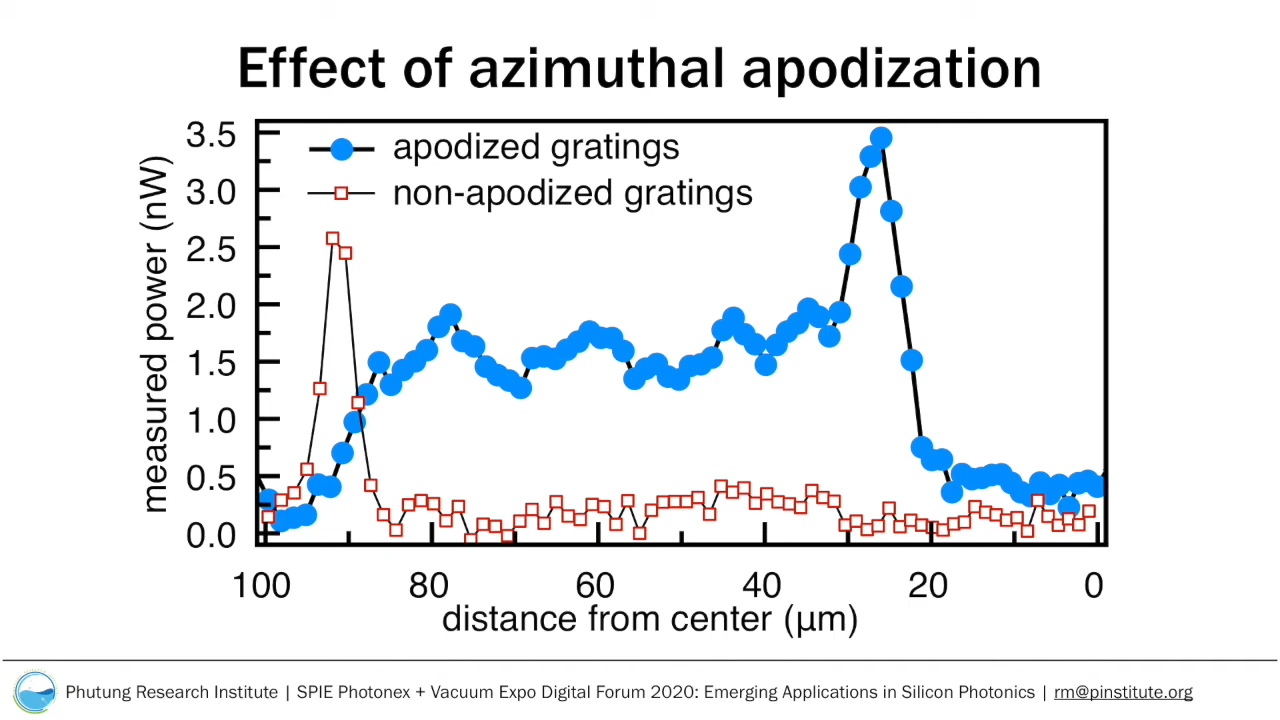 Effect of azimuthal apodization
apodized gratings
non-apodized gratings
measured power (nW)
3.5
3.0
2.5
2.0
1.5
1.0
0.5
0.0
100 80 60 40 20 0
distance from center (μm)
Phutung Research Institute | SPIE Photonex + Vacuum Expo Digital Forum 2020: Emerging Applications in Silicon Photonics | rm@pinstitute.org